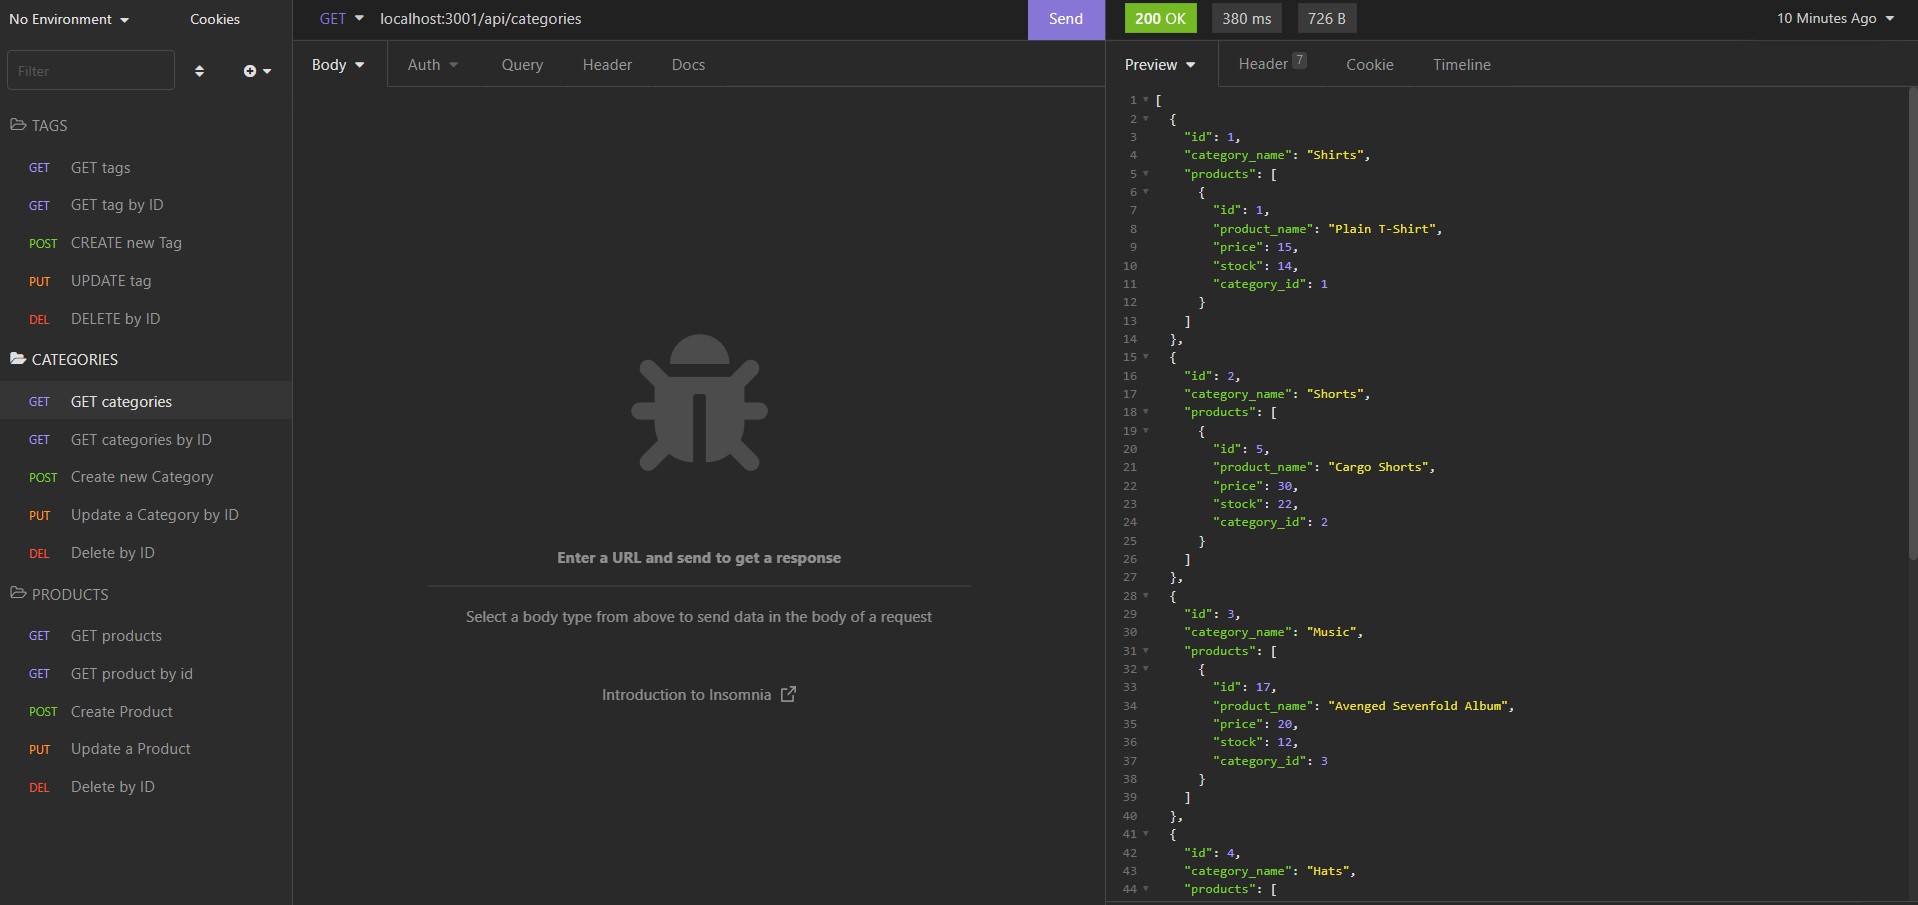 No Environment Cookies
Filter
TAGS
GET GET tags
GET GET tag by ID
POST CREATE new Tag
PUT UPDATE tag
DEL DELETE by ID
CATEGORIES
GET GET categories
GET GET categories by ID
POST Create new Category
PUT Update a Category by ID
DEL Delete by ID
PRODUCTS
GET GET products
GET GET product by id
POST Create Product
PUT Update a Product
DEL Delete by ID
GET localhost:3001/api/categories Send
Body Auth Query Header Docs
Enter a URL and send to get a response
Select a body type from above to send data in the body of a request
Introduction to Insomnia
200 OK 380 ms 726 B 10 Minutes Ago
Preview Header 7 Cookie Timeline
1 [
2 {
3 "id": 1,
4 "category_name": "Shirts",
5 "products": [
6 {
7 "id": 1,
8 "product_name": "Plain T-Shirt",
9 "price": 15,
10 "stock": 14,
11 "category_id": 1
12 }
13 ]
14 },
15 {
16 "id": 2,
17 "category_name": "Shorts",
18 "products": [
19 {
20 "id": 5,
21 "product_name": "Cargo Shorts",
22 "price": 30,
23 "stock": 22,
24 "category_id": 2
25 }
26 ]
27 },
28 {
29 "id": 3,
30 "category_name": "Music",
31 "products": [
32 {
33 "id": 17,
34 "product_name": "Avenged Sevenfold Album",
35 "price": 20,
36 "stock": 12,
37 "category_id": 3
38 }
39 ]
40 },
41 {
42 "id": 4,
43 "category_name": "Hats",
44 "products": [